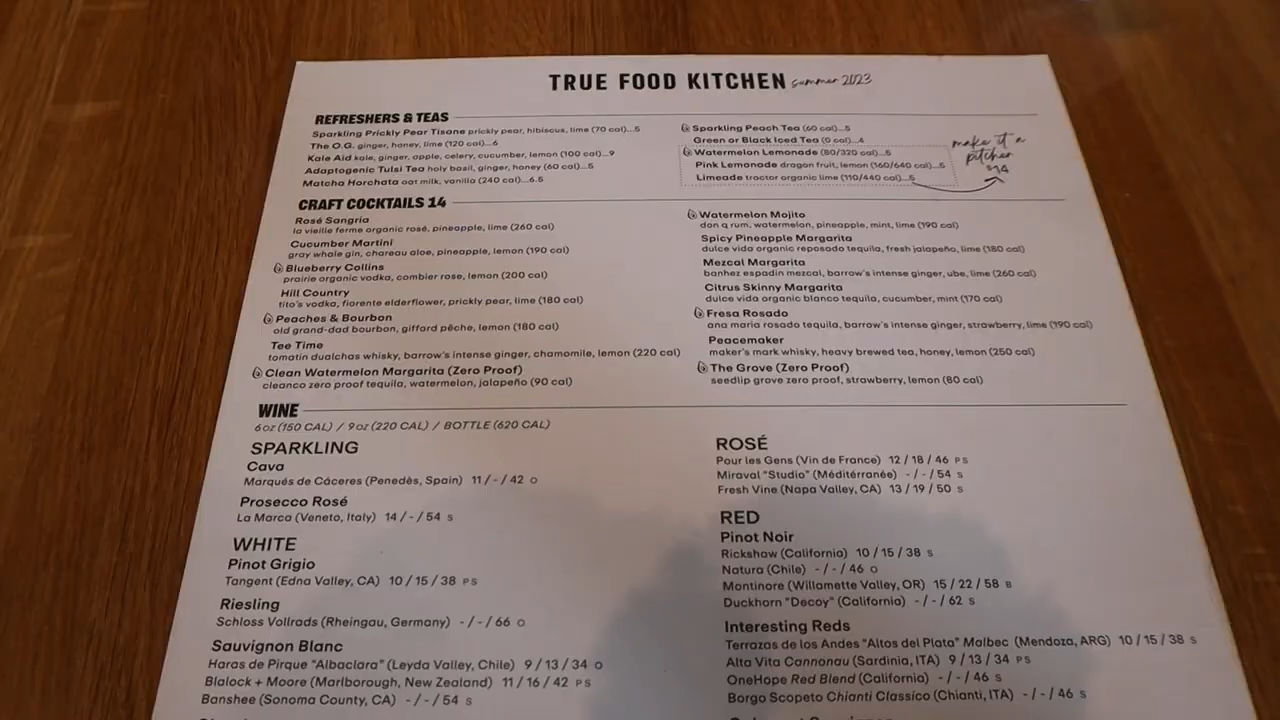 TRUE FOOD KITCHEN summer 2023
REFRESHERS & TEAS
Sparkling Prickly Pear Tisane prickly pear, hibiscus, lime (70 cal)...5
The O.G. ginger, honey, lime (120 cal)...6
Kale Aid kale, ginger, apple, celery, cucumber, lemon (100 cal)...9
Adaptogenic Tulsi Tea holy basil, ginger, honey (60 cal)...5
Matcha Horchata oat milk, vanilla (240 cal)...6.5
Sparkling Peach Tea (60 cal)...5
Green or Black Iced Tea (0 cal)...4
Watermelon Lemonade (80/320 cal)...5
Pink Lemonade dragon fruit, lemon (160/640 cal)...5
Limeade tractor organic lime (110/440 cal)...5
make it a
pitcher
$14
CRAFT COCKTAILS 14
Rosé Sangria
la vieille ferme organic rosé, pineapple, lime (260 cal)
Cucumber Martini
gray whale gin, chareau aloe, pineapple, lemon (190 cal)
Blueberry Collins
prairie organic vodka, combier rose, lemon (200 cal)
Hill Country
tito's vodka, fiorente elderflower, prickly pear, lime (180 cal)
Peaches & Bourbon
old grand-dad bourbon, giffard pêche, lemon (180 cal)
Tee Time
tomatin dualchas whisky, barrow's intense ginger, chamomile, lemon (220 cal)
Clean Watermelon Margarita (Zero Proof)
cleanco zero proof tequila, watermelon, jalapeño (90 cal)
Watermelon Mojito
don q rum, watermelon, pineapple, mint, lime (190 cal)
Spicy Pineapple Margarita
dulce vida organic reposado tequila, fresh jalapeño, lime (180 cal)
Mezcal Margarita
banhez espadin mezcal, barrow's intense ginger, ube, lime (260 cal)
Citrus Skinny Margarita
dulce vida organic blanco tequila, cucumber, mint (170 cal)
Fresa Rosado
ana maria rosado tequila, barrow's intense ginger, strawberry, lime (190 cal)
Peacemaker
maker's mark whisky, heavy brewed tea, honey, lemon (250 cal)
The Grove (Zero Proof)
seedlip grove zero proof, strawberry, lemon (80 cal)
WINE
6oz (150 CAL) / 9oz (220 CAL) / BOTTLE (620 CAL)
SPARKLING
Cava
Marqués de Cáceres (Penedès, Spain) 11 / - / 42 O
Prosecco Rosé
La Marca (Veneto, Italy) 14 / - / 54 S
WHITE
Pinot Grigio
Tangent (Edna Valley, CA) 10 / 15 / 38 P S
Riesling
Schloss Vollrads (Rheingau, Germany) - / - / 66 O
Sauvignon Blanc
Haras de Pirque "Albaclara" (Leyda Valley, Chile) 9 / 13 / 34 O
Blalock + Moore (Marlborough, New Zealand) 11 / 16 / 42 P S
Banshee (Sonoma County, CA) - / - / 54 S
ROSÉ
Pour les Gens (Vin de France) 12 / 18 / 46 P S
Miraval "Studio" (Méditérranée) - / - / 54 S
Fresh Vine (Napa Valley, CA) 13 / 19 / 50 S
RED
Pinot Noir
Rickshaw (California) 10 / 15 / 38 S
Natura (Chile) - / - / 46 O
Montinore (Willamette Valley, OR) 15 / 22 / 58 B
Duckhorn "Decoy" (California) - / - / 62 S
Interesting Reds
Terrazas de los Andes "Altos del Plata" Malbec (Mendoza, ARG) 10 / 15 / 38 S
Alta Vita Cannonau (Sardinia, ITA) 9 / 13 / 34 P S
OneHope Red Blend (California) - / - / 46 S
Borgo Scopeto Chianti Classico (Chianti, ITA) - / - / 46 S